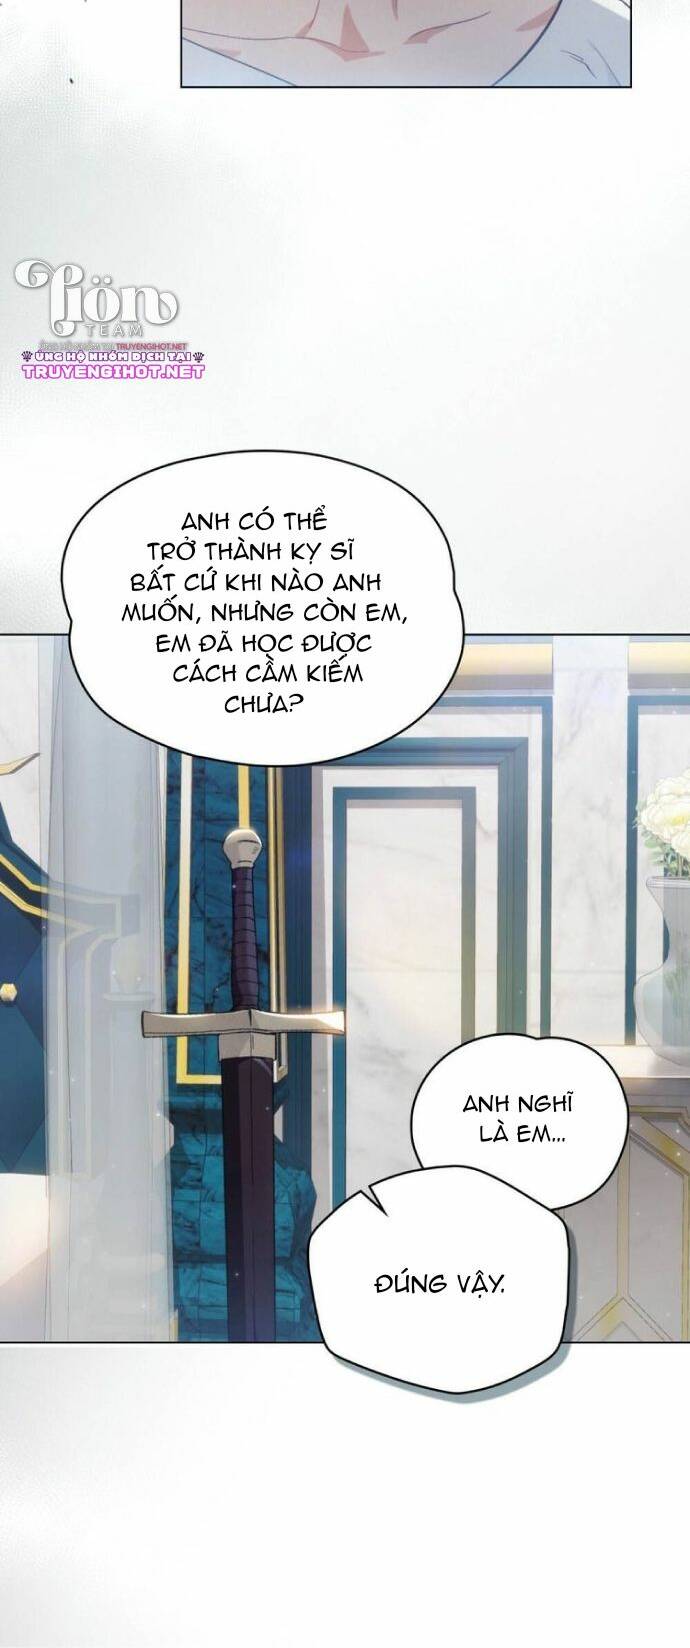 Tiön
TEAM
ỦNG HỘ NHÓM DỊCH TẠI
TRUYENGIHOT.NET
ANH CÓ THỂ
TRỞ THÀNH KỴ SĨ
BẤT CỨ KHI NÀO ANH
MUỐN, NHƯNG CÒN EM,
EM ĐÃ HỌC ĐƯỢC
CÁCH CẦM KIẾM
CHƯA?
ANH NGHĨ
LÀ EM...
ĐÚNG VẬY.